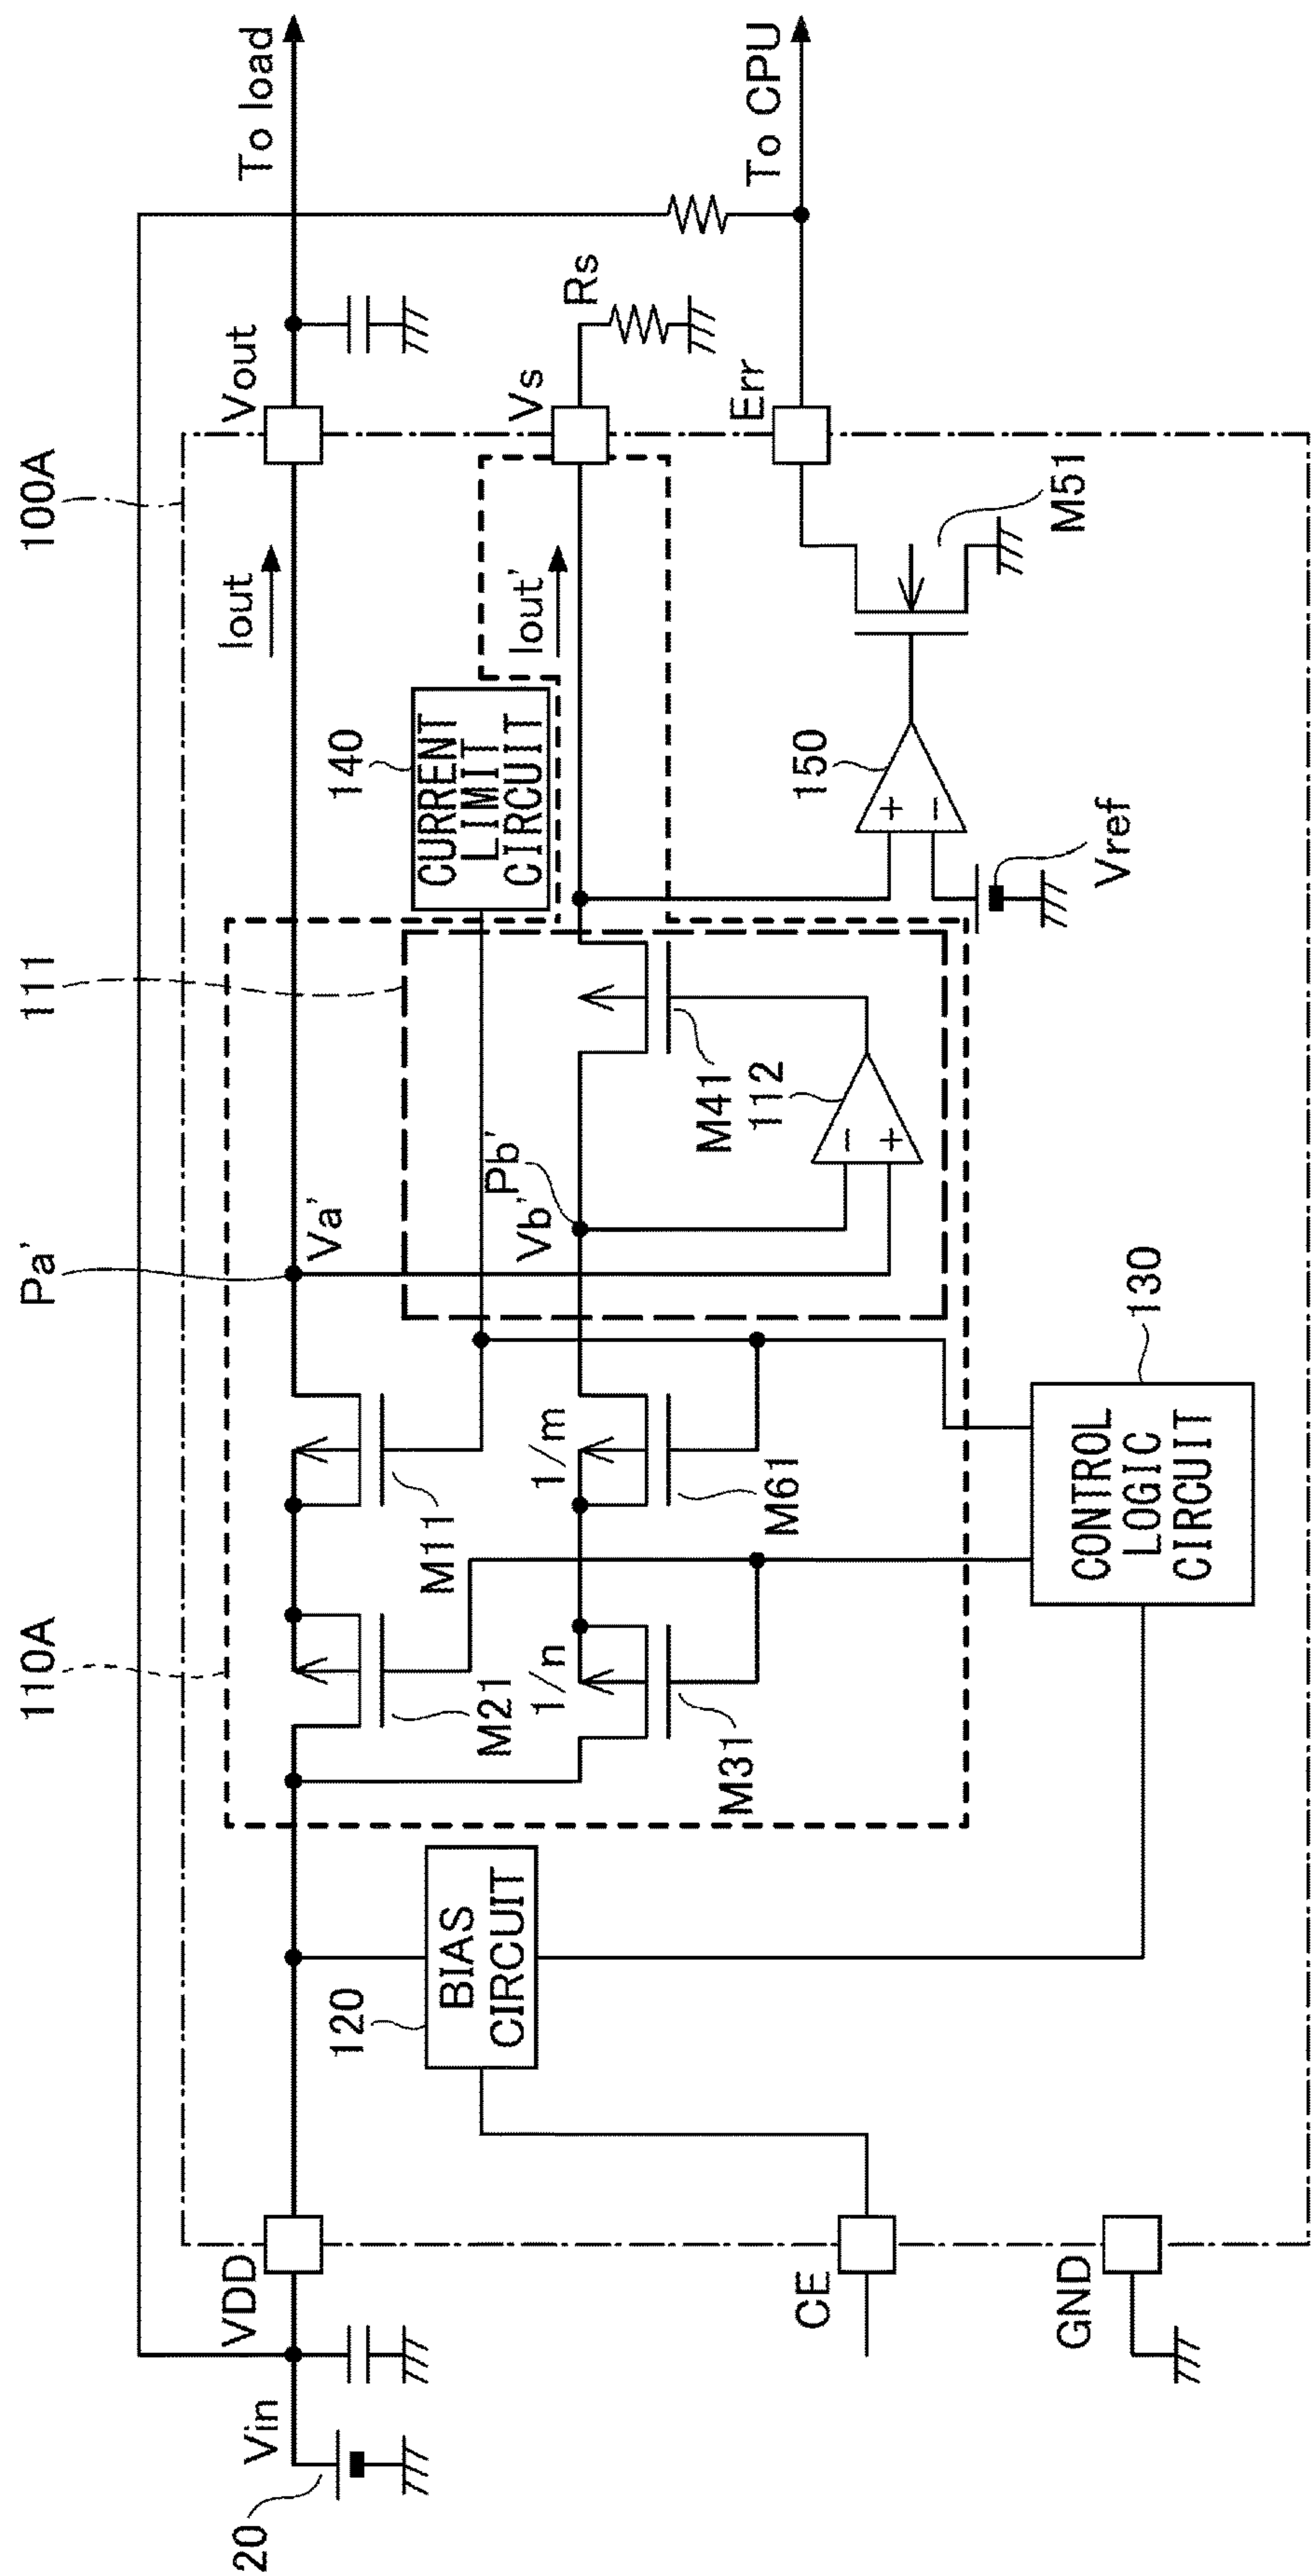 110A
Pa'
111
100A
20
Vin
VDD
M21
M11
Va'
Iout
Vout
To load
120
BIAS
CIRCUIT
1/n
1/m
M31
M61
Vb'
Pb'
M41
112
−
+
140
CURRENT
LIMIT
CIRCUIT
Iout'
Vs
Rs
CE
GND
CONTROL
LOGIC
CIRCUIT
130
150
+
−
Vref
M51
Err
To CPU